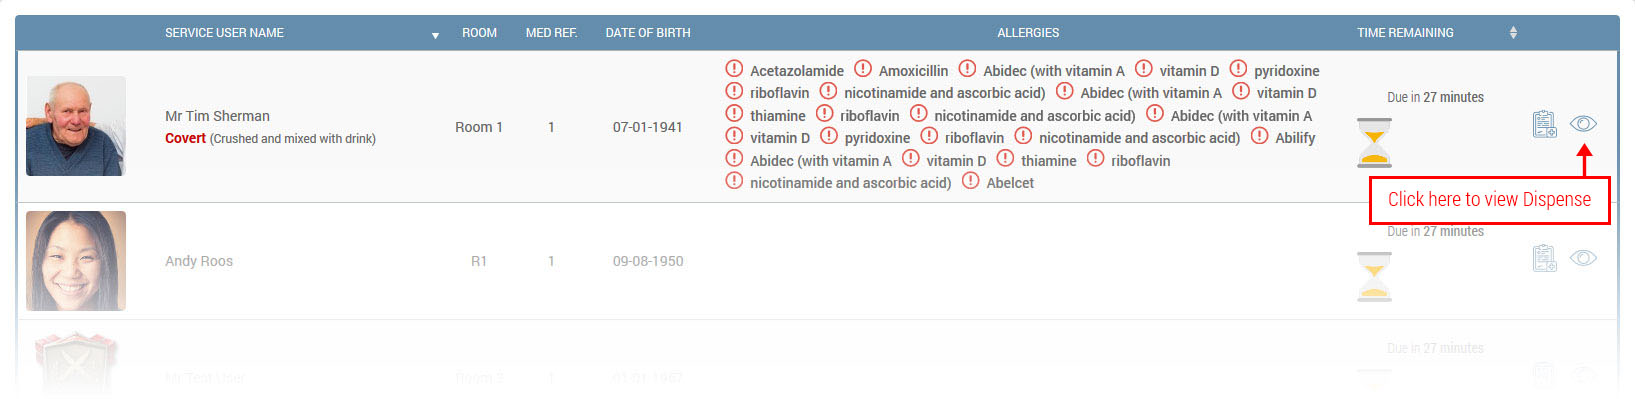 SERVICE USER NAME ROOM MED REF. DATE OF BIRTH ALLERGIES TIME REMAINING
Mr Tim Sherman
Covert (Crushed and mixed with drink)
Room 1
1
07-01-1941
Acetazolamide Amoxicillin Abidec (with vitamin A vitamin D pyridoxine
riboflavin nicotinamide and ascorbic acid) Abidec (with vitamin A vitamin D
thiamine riboflavin nicotinamide and ascorbic acid) Abidec (with vitamin A
vitamin D pyridoxine riboflavin nicotinamide and ascorbic acid) Abilify
Abidec (with vitamin A vitamin D thiamine riboflavin
nicotinamide and ascorbic acid) Abelcet
Due in 27 minutes
Click here to view Dispense
Andy Roos
R1
1
09-08-1950
Due in 27 minutes
Mr Test User
Room 2
1
01-01-1967
Due in 27 minutes